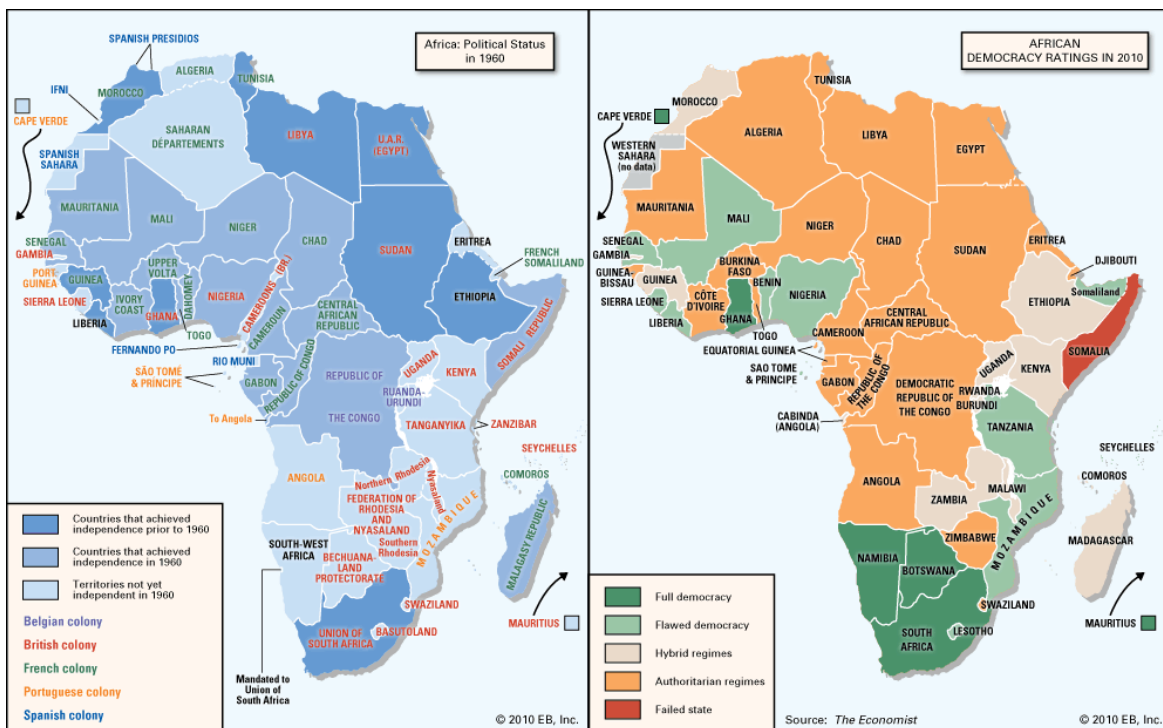 SPANISH PRESIDIOS
Africa: Political Status
in 1960
ALGERIA
TUNISIA
MOROCCO
IFNI
CAPE VERDE
SAHARAN
DÉPARTEMENTS
LIBYA
U.A.R.
(EGYPT)
SPANISH
SAHARA
MAURITANIA
MALI
NIGER
CHAD
SUDAN
ERITREA
FRENCH
SOMALILAND
SENEGAL
GAMBIA
PORT.
GUINEA
GUINEA
UPPER
VOLTA
DAHOMEY
NIGERIA
CAMEROONS (BR.)
SIERRA LEONE
IVORY
COAST
GHANA
LIBERIA
TOGO
CAMEROUN
CENTRAL
AFRICAN
REPUBLIC
ETHIOPIA
SOMALI REPUBLIC
FERNANDO PO
RIO MUNI
SÃO TOMÉ
& PRÍNCIPE
GABON
REPUBLIC OF CONGO
REPUBLIC OF
THE CONGO
UGANDA
KENYA
RUANDA-
URUNDI
To Angola
TANGANYIKA
ZANZIBAR
SEYCHELLES
COMOROS
ANGOLA
Northern Rhodesia
Nyasaland
FEDERATION OF
RHODESIA
AND
NYASALAND
Southern
Rhodesia
MOZAMBIQUE
MALAGASY REPUBLIC
SOUTH-WEST
AFRICA
BECHUANA-
LAND
PROTECTORATE
SWAZILAND
BASUTOLAND
UNION OF
SOUTH AFRICA
MAURITIUS
Mandated to
Union of
South Africa
Countries that achieved
independence prior to 1960
Countries that achieved
independence in 1960
Territories not yet
independent in 1960
Belgian colony
British colony
French colony
Portuguese colony
Spanish colony
© 2010 EB, Inc.
AFRICAN
DEMOCRACY RATINGS IN 2010
TUNISIA
MOROCCO
CAPE VERDE
ALGERIA
LIBYA
EGYPT
WESTERN
SAHARA
(no data)
MAURITANIA
MALI
NIGER
CHAD
SUDAN
ERITREA
SENEGAL
GAMBIA
GUINEA-
BISSAU
GUINEA
BURKINA
FASO
BENIN
NIGERIA
DJIBOUTI
Somaliland
SIERRA LEONE
LIBERIA
CÔTE
D'IVOIRE
GHANA
TOGO
CAMEROON
CENTRAL
AFRICAN REPUBLIC
ETHIOPIA
SOMALIA
EQUATORIAL GUINEA
SAO TOME
& PRINCIPE
GABON
REPUBLIC OF
THE CONGO
DEMOCRATIC
REPUBLIC
OF THE CONGO
UGANDA
KENYA
RWANDA
BURUNDI
CABINDA
(ANGOLA)
TANZANIA
SEYCHELLES
COMOROS
ANGOLA
ZAMBIA
MALAWI
MOZAMBIQUE
ZIMBABWE
MADAGASCAR
NAMIBIA
BOTSWANA
SWAZILAND
SOUTH
AFRICA
LESOTHO
MAURITIUS
Full democracy
Flawed democracy
Hybrid regimes
Authoritarian regimes
Failed state
Source: The Economist
© 2010 EB, Inc.